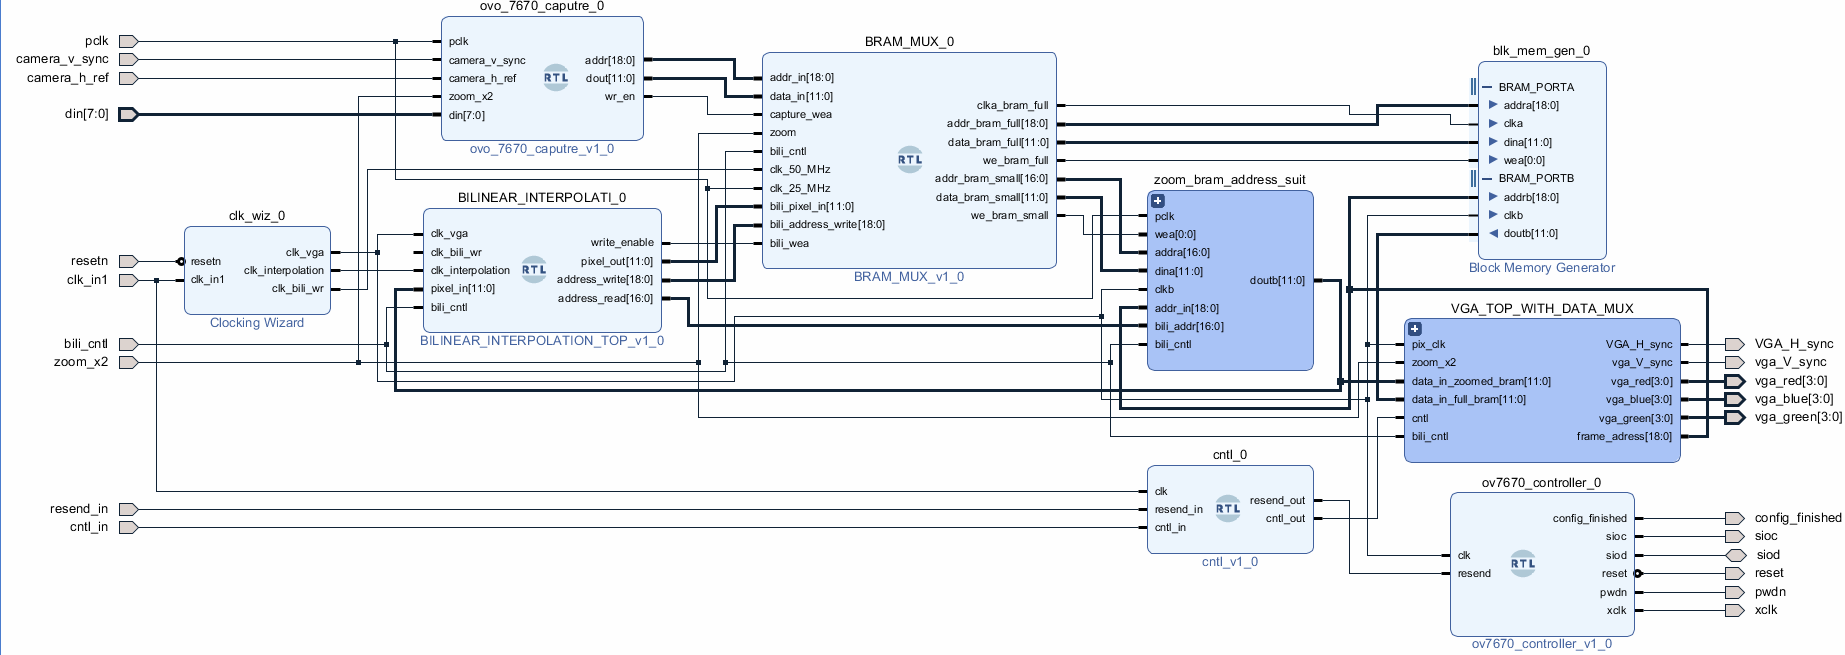 pclk
camera_v_sync
camera_h_ref
din[7:0]
resetn
clk_in1
bili_cntl
zoom_x2
resend_in
cntl_in
clk_wiz_0
resetn
clk_in1
clk_vga
clk_interpolation
clk_bili_wr
Clocking Wizard
ovo_7670_caputre_0
pclk
camera_v_sync
camera_h_ref
zoom_x2
din[7:0]
addr[18:0]
dout[11:0]
wr_en
RTL
ovo_7670_caputre_v1_0
BILINEAR_INTERPOLATI_0
clk_vga
clk_bili_wr
clk_interpolation
pixel_in[11:0]
bili_cntl
write_enable
pixel_out[11:0]
address_write[18:0]
address_read[16:0]
RTL
BILINEAR_INTERPOLATION_TOP_v1_0
BRAM_MUX_0
addr_in[18:0]
data_in[11:0]
capture_wea
zoom
bili_cntl
clk_50_MHz
clk_25_MHz
bili_pixel_in[11:0]
bili_address_write[18:0]
bili_wea
clka_bram_full
addr_bram_full[18:0]
data_bram_full[11:0]
we_bram_full
addr_bram_small[16:0]
data_bram_small[11:0]
we_bram_small
RTL
BRAM_MUX_v1_0
zoom_bram_address_suit
pclk
wea[0:0]
addra[16:0]
dina[11:0]
clkb
addr_in[18:0]
bili_addr[16:0]
bili_cntl
doutb[11:0]
blk_mem_gen_0
BRAM_PORTA
addra[18:0]
clka
dina[11:0]
wea[0:0]
BRAM_PORTB
addrb[18:0]
clkb
doutb[11:0]
Block Memory Generator
VGA_TOP_WITH_DATA_MUX
pix_clk
zoom_x2
data_in_zoomed_bram[11:0]
data_in_full_bram[11:0]
cntl
bili_cntl
VGA_H_sync
vga_V_sync
vga_red[3:0]
vga_blue[3:0]
vga_green[3:0]
frame_adress[18:0]
cntl_0
clk
resend_in
cntl_in
resend_out
cntl_out
RTL
cntl_v1_0
ov7670_controller_0
clk
resend
config_finished
sioc
siod
reset
pwdn
xclk
RTL
ov7670_controller_v1_0
VGA_H_sync
vga_V_sync
vga_red[3:0]
vga_blue[3:0]
vga_green[3:0]
config_finished
sioc
siod
reset
pwdn
xclk